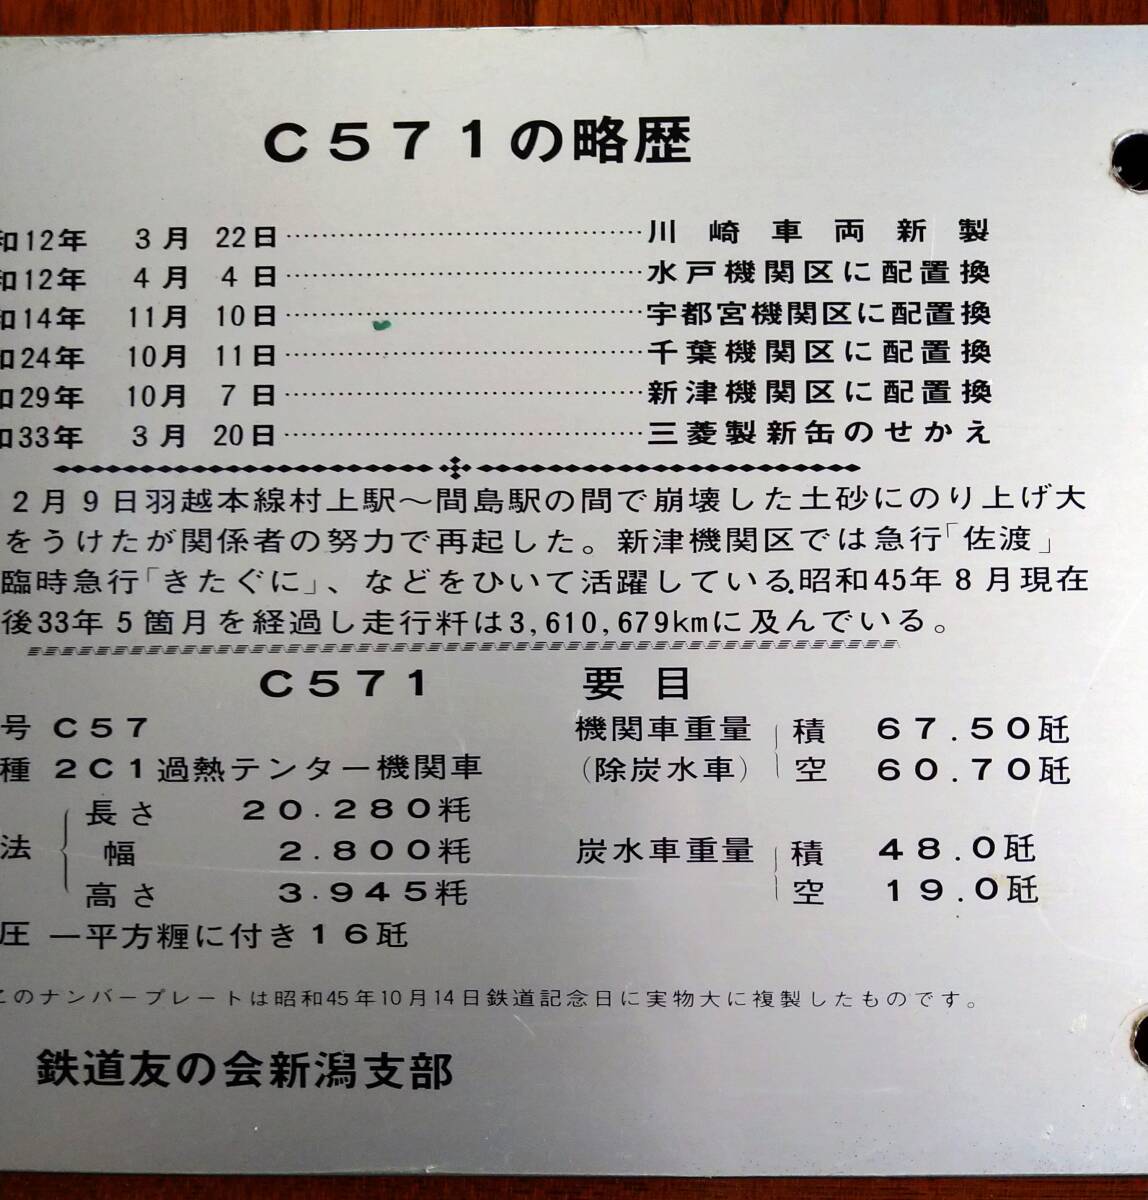 C571の略歴
和12年 3月 22日……………………………………川崎車両新製
和12年 4月 4日……………………………………水戸機関区に配置換
和14年 11月 10日……………………………………宇都宮機関区に配置換
和24年 10月 11日……………………………………千葉機関区に配置換
和29年 10月 7日……………………………………新津機関区に配置換
和33年 3月 20日……………………………………三菱製新缶のせかえ
2月9日羽越本線村上駅～間島駅の間で崩壊した土砂にのり上げ大
をうけたが関係者の努力で再起した。新津機関区では急行「佐渡」
臨時急行「きたぐに」、などをひいて活躍している.昭和45年8月現在
後33年5箇月を経過し走行粁は3,610,679kmに及んでいる。
C571 要目
号 C57
種 2C1過熱テンター機関車
法 長さ 20.280粍
幅 2.800粍
高さ 3.945粍
圧 一平方糎に付き16瓩
機関車重量 積 67.50瓩
(除炭水車) 空 60.70瓩
炭水車重量 積 48.0瓩
空 19.0瓩
このナンバープレートは昭和45年10月14日鉄道記念日に実物大に複製したものです。
鉄道友の会新潟支部